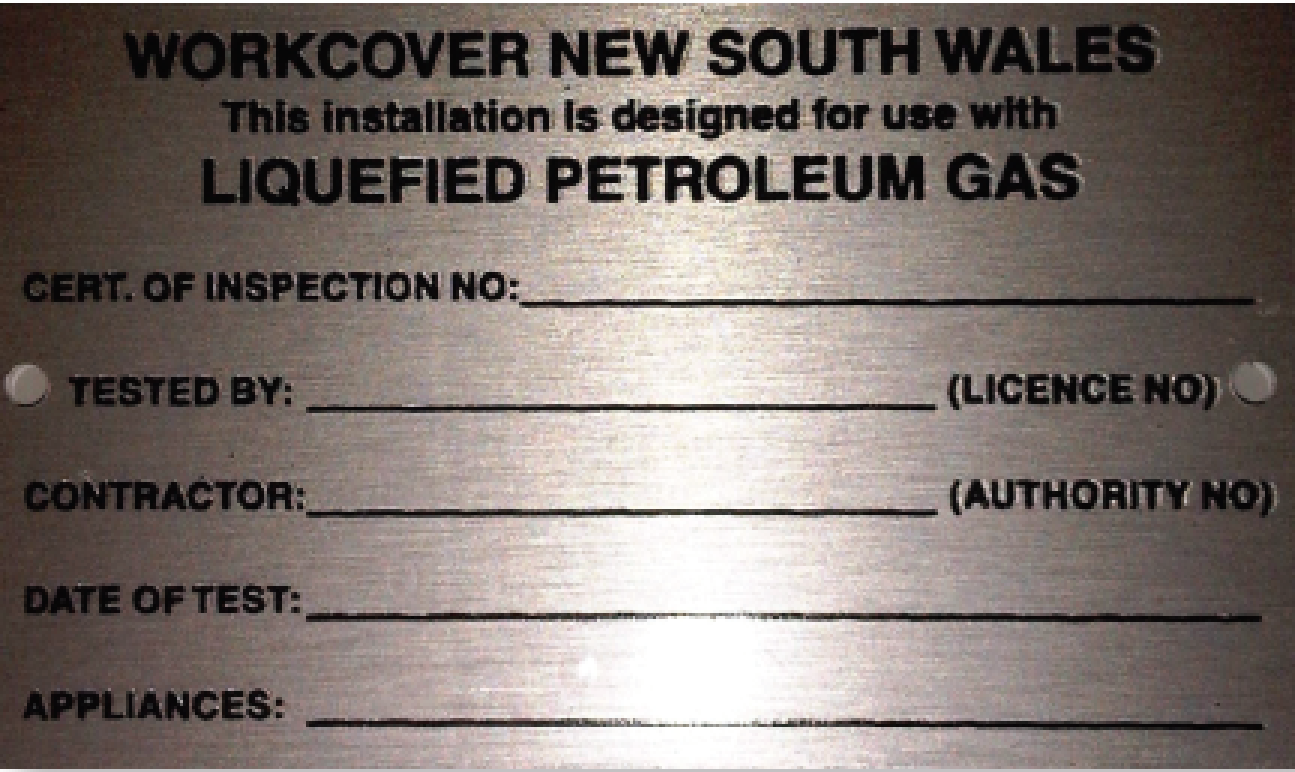 WORKCOVER NEW SOUTH WALES
This installation is designed for use with
LIQUEFIED PETROLEUM GAS
CERT. OF INSPECTION NO:
TESTED BY: (LICENCE NO)
CONTRACTOR: (AUTHORITY NO)
DATE OF TEST:
APPLIANCES: